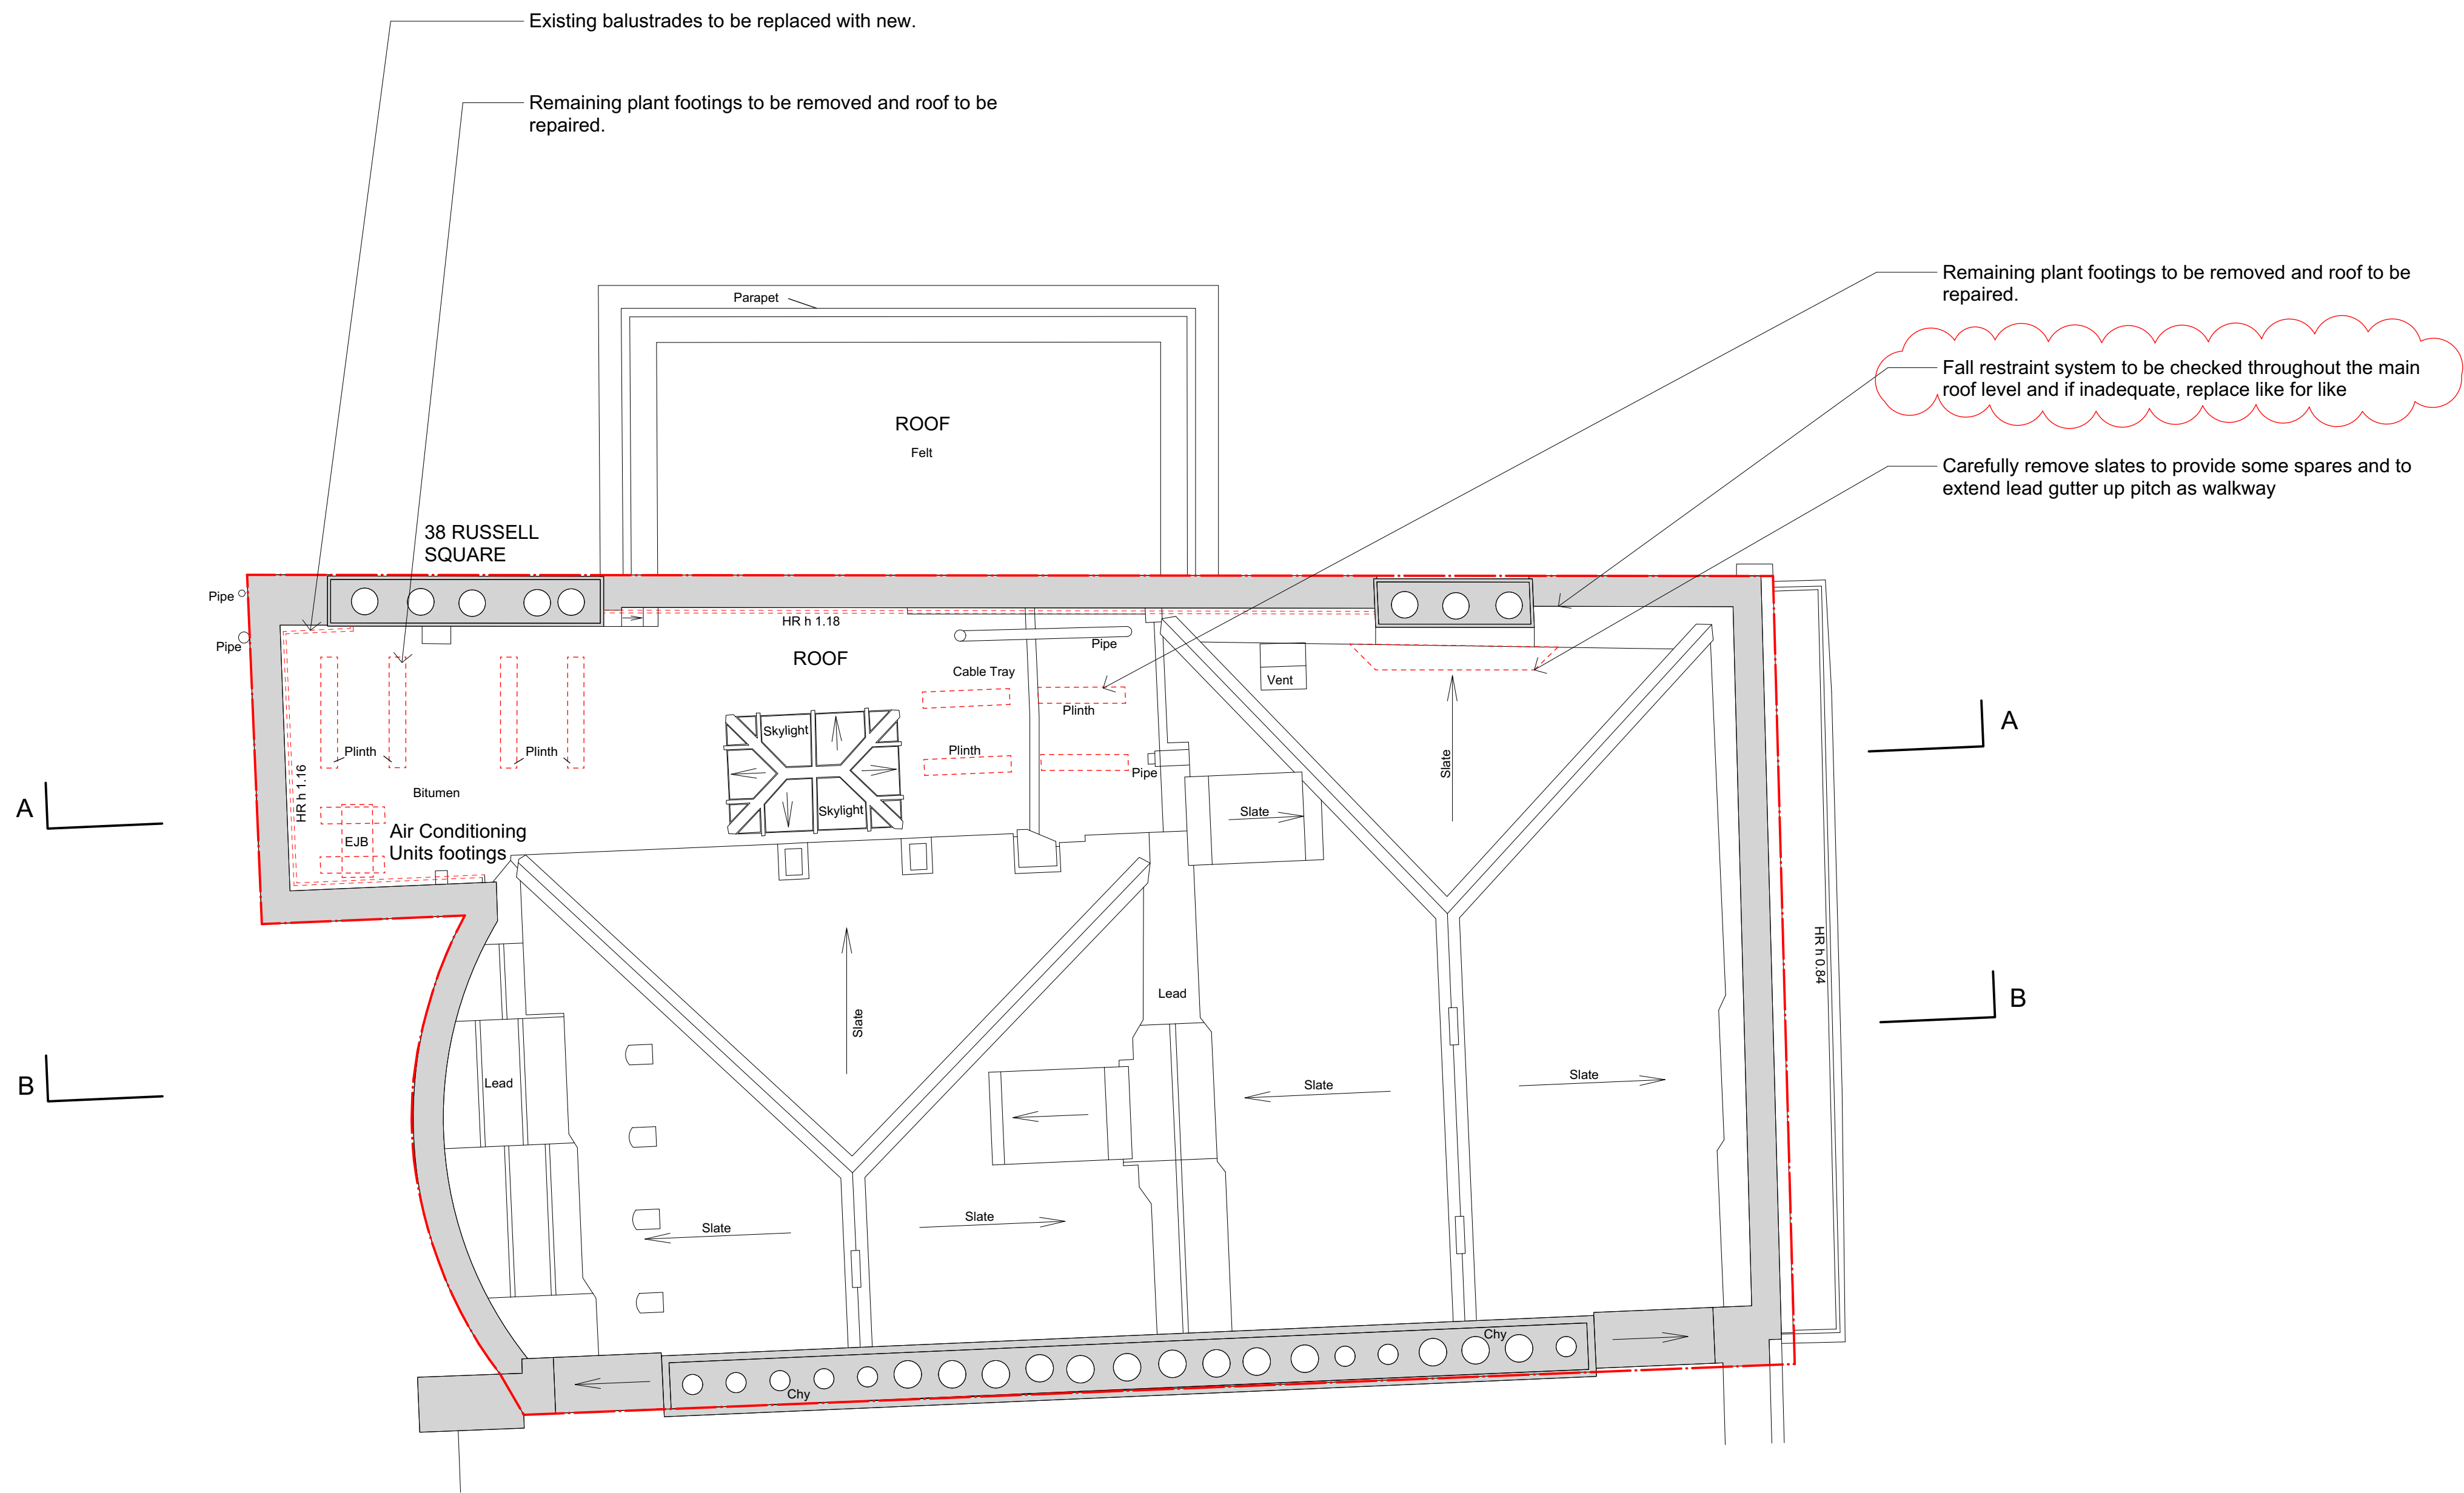 Existing balustrades to be replaced with new.
Remaining plant footings to be removed and roof to be
repaired.
Remaining plant footings to be removed and roof to be
repaired.
Parapet
Fall restraint system to be checked throughout the main
roof level and if inadequate, replace like for like
ROOF
Felt
Carefully remove slates to provide some spares and to
extend lead gutter up pitch as walkway
38 RUSSELL
SQUARE
Pipe
Pipe
HR h 1.18
ROOF
Pipe
Cable Tray
Vent
Plinth
A
Skylight
Plinth
Plinth
Plinth
Slate
Pipe
HR h 1.16
Bitumen
A
Skylight
Slate
Air Conditioning
Units footings
EJB
HR h 0.84
Lead
B
Slate
Lead
B
Slate
Slate
Slate
Slate
Chy
Chy